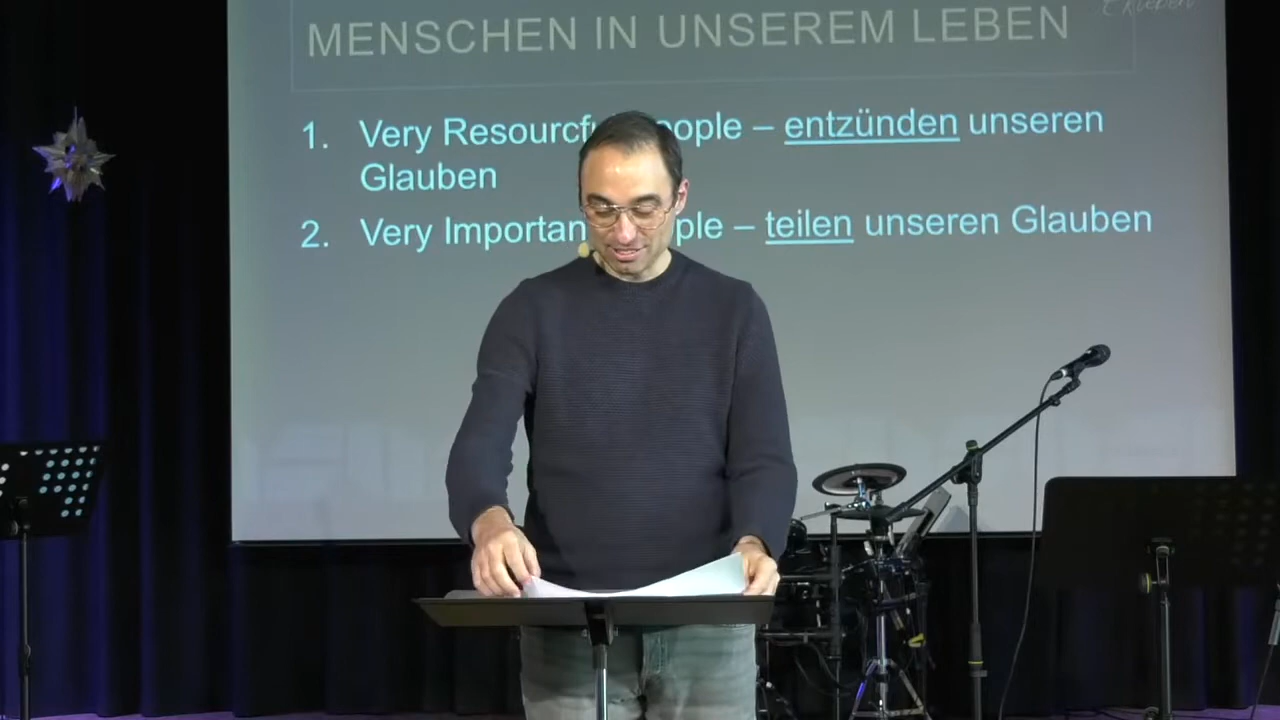 MENSCHEN IN UNSEREM LEBEN
1. Very Resourcf ople – entzünden unseren
Glauben
2. Very Importan ple – teilen unseren Glauben